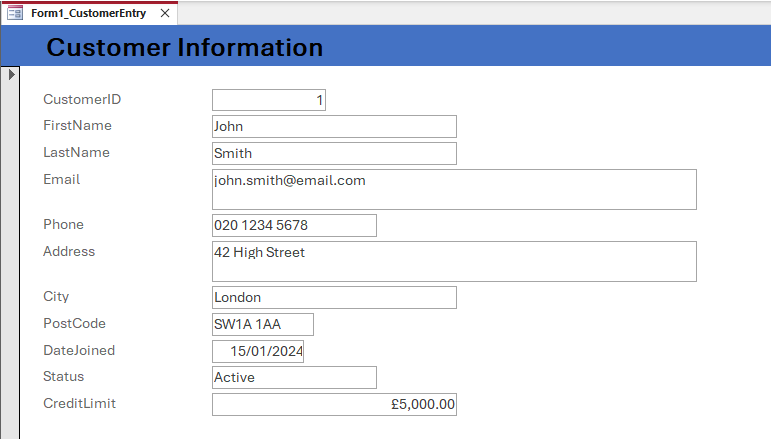 Form1_CustomerEntry
Customer Information
CustomerID 1
FirstName John
LastName Smith
Email john.smith@email.com
Phone 020 1234 5678
Address 42 High Street
City London
PostCode SW1A 1AA
DateJoined 15/01/2024
Status Active
CreditLimit £5,000.00